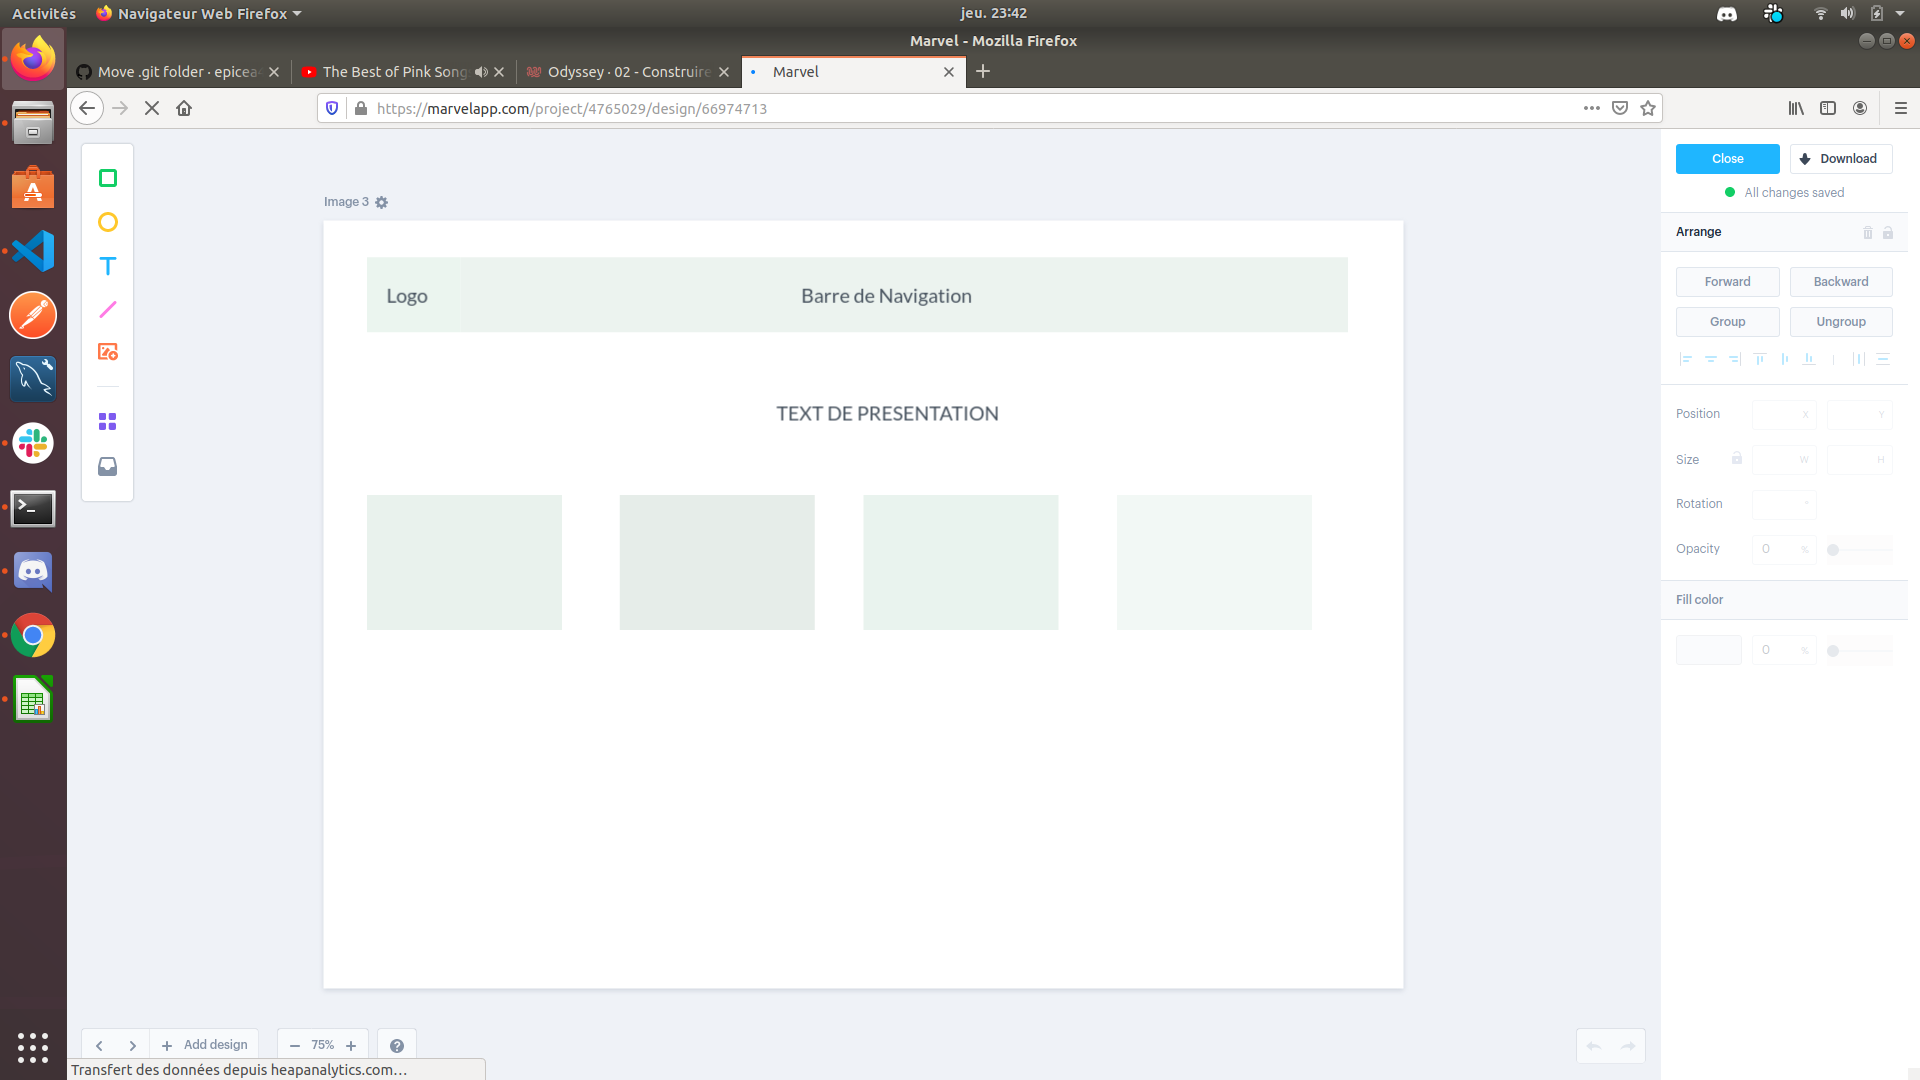 Activités
Navigateur Web Firefox
jeu. 23:42
Marvel - Mozilla Firefox
Move .git folder · epicea
The Best of Pink Song
Odyssey · 02 - Construire
Marvel
https://marvelapp.com/project/4765029/design/66974713
Close
Download
All changes saved
Image 3
Arrange
Logo
Barre de Navigation
Forward
Backward
Group
Ungroup
TEXT DE PRESENTATION
Position
X
Y
Size
W
H
Rotation
°
Opacity
0
%
Fill color
0
%
Add design
75%
Transfert des données depuis heapanalytics.com…